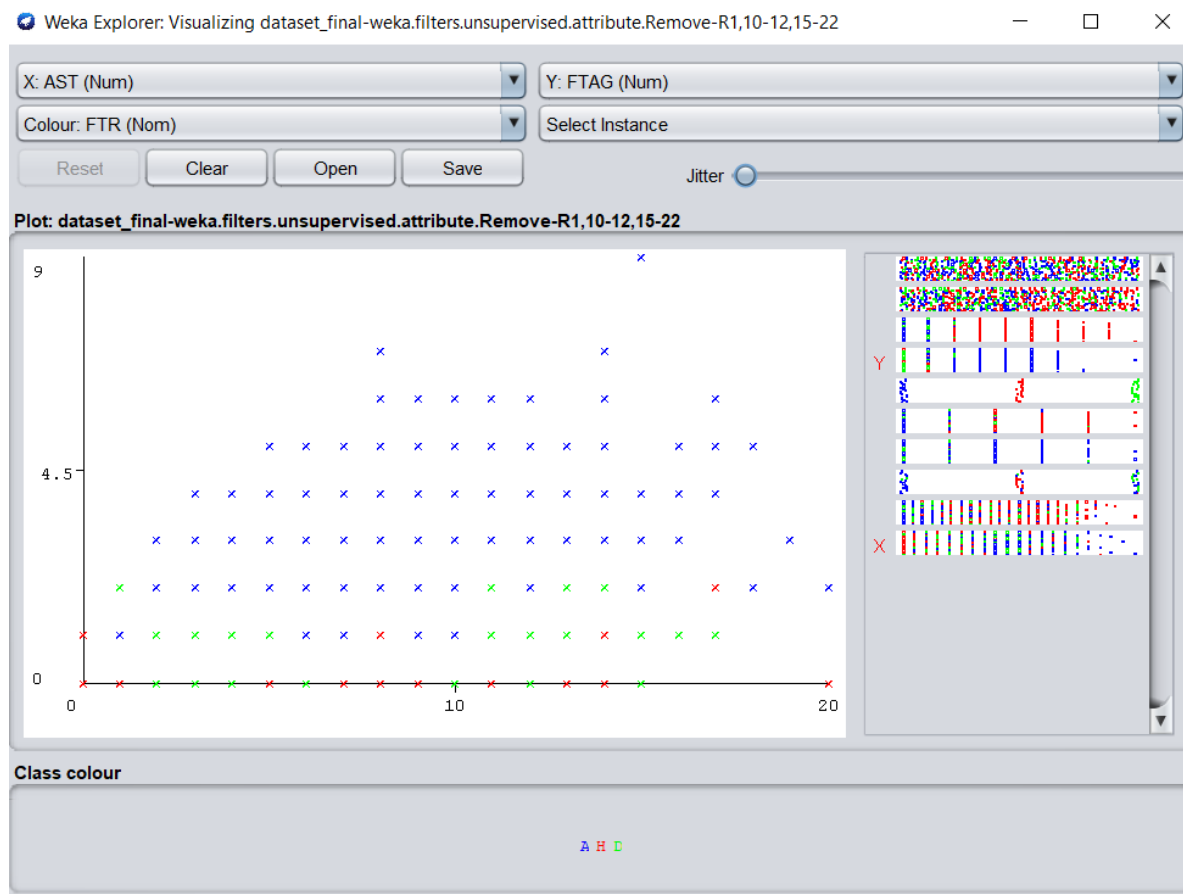 Weka Explorer: Visualizing dataset_final-weka.filters.unsupervised.attribute.Remove-R1,10-12,15-22
X: AST (Num) Y: FTAG (Num)
Colour: FTR (Nom) Select Instance
Reset Clear Open Save Jitter
Plot: dataset_final-weka.filters.unsupervised.attribute.Remove-R1,10-12,15-22
9
Y
4.5
X
0
0 10 20
Class colour
A H D